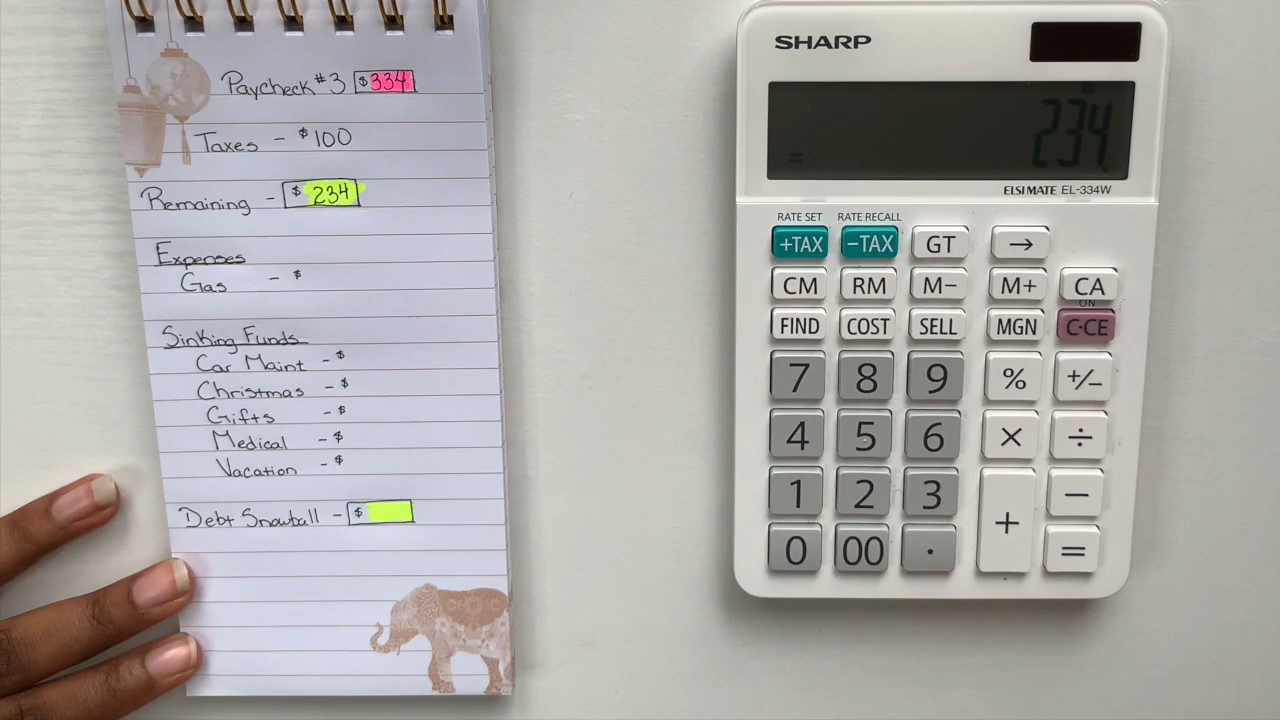 Paycheck #3 $334
Taxes - $100
Remaining - $234
Expenses
Gas - $
Sinking Funds
Car Maint - $
Christmas - $
Gifts - $
Medical - $
Vacation - $
Debt Snowball - $
SHARP
234.
=
ELSI MATE EL-334W
RATE SET RATE RECALL
+TAX -TAX GT →
CM RM M- M+ CA
ON
FIND COST SELL MGN C·CE
7 8 9 % +/-
4 5 6 × ÷
1 2 3 + -
0 00 . =